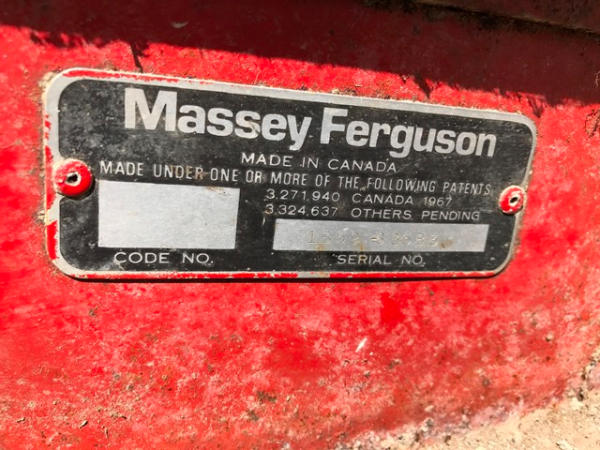 Massey Ferguson
MADE IN CANADA
MADE UNDER ONE OR MORE OF THE FOLLOWING PATENTS
3,271,940 CANADA 1967
3,324,637 OTHERS PENDING
CODE NO.
SERIAL NO.